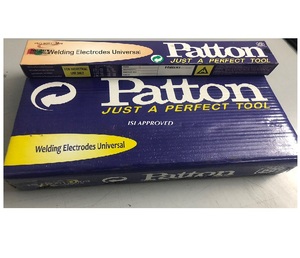 Welding Electrodes Universal
Patton
JUST A PERFECT TOOL
Patton
JUST A PERFECT TOOL
ISI APPROVED
Welding Electrodes Universal
Patton